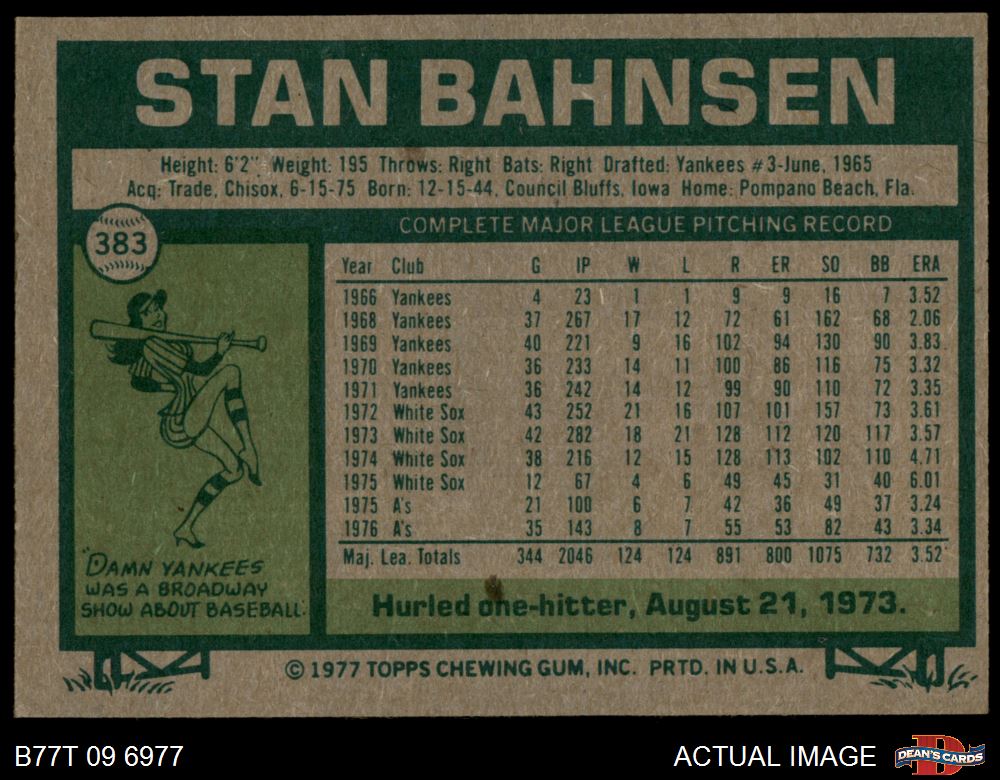 STAN BAHNSEN
Height: 6'2" Weight: 195 Throws: Right Bats: Right Drafted: Yankees #3-June, 1965
Acq: Trade, Chisox, 6-15-75 Born: 12-15-44, Council Bluffs, Iowa Home: Pompano Beach, Fla.
383
COMPLETE MAJOR LEAGUE PITCHING RECORD
Year Club G IP W L R ER SO BB ERA
1966 Yankees 4 23 1 1 9 9 16 7 3.52
1968 Yankees 37 267 17 12 72 61 162 68 2.06
1969 Yankees 40 221 9 16 102 94 130 90 3.83
1970 Yankees 36 233 14 11 100 86 116 75 3.32
1971 Yankees 36 242 14 12 99 90 110 72 3.35
1972 White Sox 43 252 21 16 107 101 157 73 3.61
1973 White Sox 42 282 18 21 128 112 120 117 3.57
1974 White Sox 38 216 12 15 128 113 102 110 4.71
1975 White Sox 12 67 4 6 49 45 31 40 6.01
1975 A's 21 100 6 7 42 36 49 37 3.24
1976 A's 35 143 8 7 55 53 82 43 3.34
Maj. Lea. Totals 344 2046 124 124 891 800 1075 732 3.52
"DAMN YANKEES
WAS A BROADWAY
SHOW ABOUT BASEBALL.
Hurled one-hitter, August 21, 1973.
© 1977 TOPPS CHEWING GUM, INC. PRTD. IN U.S.A.
B77T 09 6977
ACTUAL IMAGE
D
DEAN'S CARDS